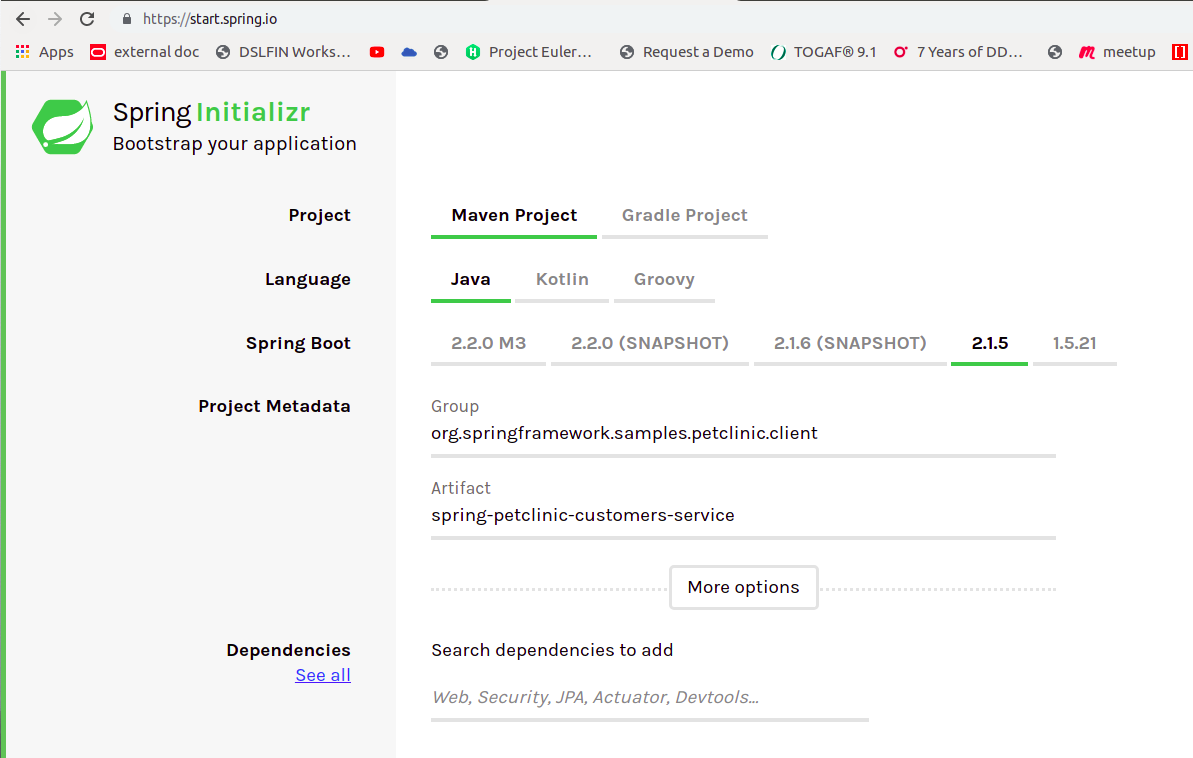 https://start.spring.io
Apps external doc DSLFIN Works... Project Euler... Request a Demo TOGAF® 9.1 7 Years of DD... meetup
Spring Initializr
Bootstrap your application
Project Maven Project Gradle Project
Language Java Kotlin Groovy
Spring Boot 2.2.0 M3 2.2.0 (SNAPSHOT) 2.1.6 (SNAPSHOT) 2.1.5 1.5.21
Project Metadata Group
org.springframework.samples.petclinic.client
Artifact
spring-petclinic-customers-service
More options
Dependencies Search dependencies to add
See all
Web, Security, JPA, Actuator, Devtools...